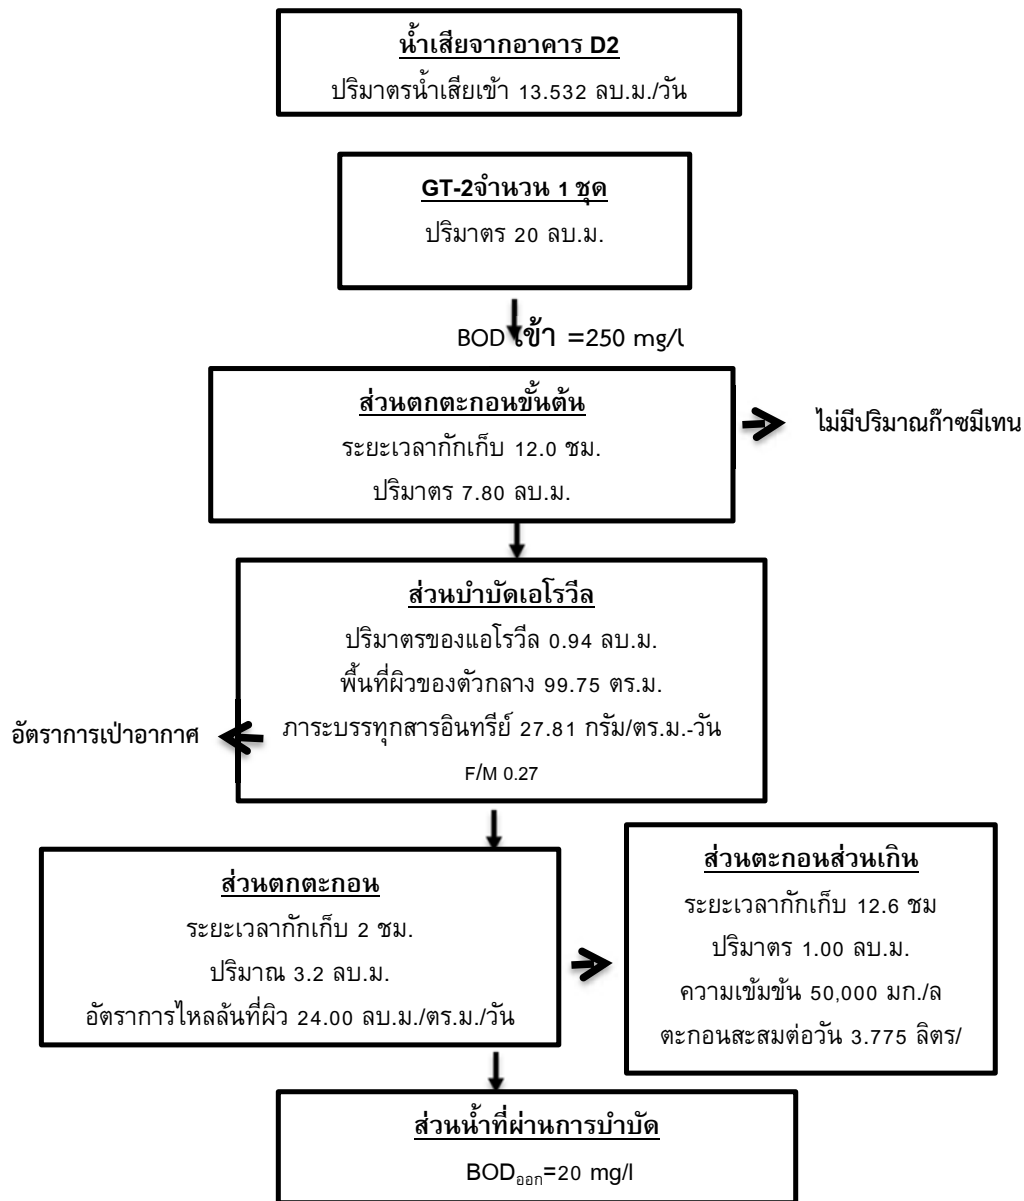 น้ำเสียจากอาคาร D2
ปริมาตรน้ำเสียเข้า 13.532 ลบ.ม./วัน
GT-2จำนวน 1 ชุด
ปริมาตร 20 ลบ.ม.
BOD เข้า =250 mg/l
ส่วนตกตะกอนขั้นต้น
ระยะเวลากักเก็บ 12.0 ชม.
ปริมาตร 7.80 ลบ.ม.
ไม่มีปริมาณก๊าซมีเทน
ส่วนบำบัดเอโรวีล
ปริมาตรของแอโรวีล 0.94 ลบ.ม.
พื้นที่ผิวของตัวกลาง 99.75 ตร.ม.
ภาระบรรทุกสารอินทรีย์ 27.81 กรัม/ตร.ม.-วัน
F/M 0.27
อัตราการเป่าอากาศ
ส่วนตกตะกอน
ระยะเวลากักเก็บ 2 ชม.
ปริมาณ 3.2 ลบ.ม.
อัตราการไหลล้นที่ผิว 24.00 ลบ.ม./ตร.ม./วัน
ส่วนตะกอนส่วนเกิน
ระยะเวลากักเก็บ 12.6 ชม
ปริมาตร 1.00 ลบ.ม.
ความเข้มข้น 50,000 มก./ล
ตะกอนสะสมต่อวัน 3.775 ลิตร/
ส่วนน้ำที่ผ่านการบำบัด
BODออก=20 mg/l